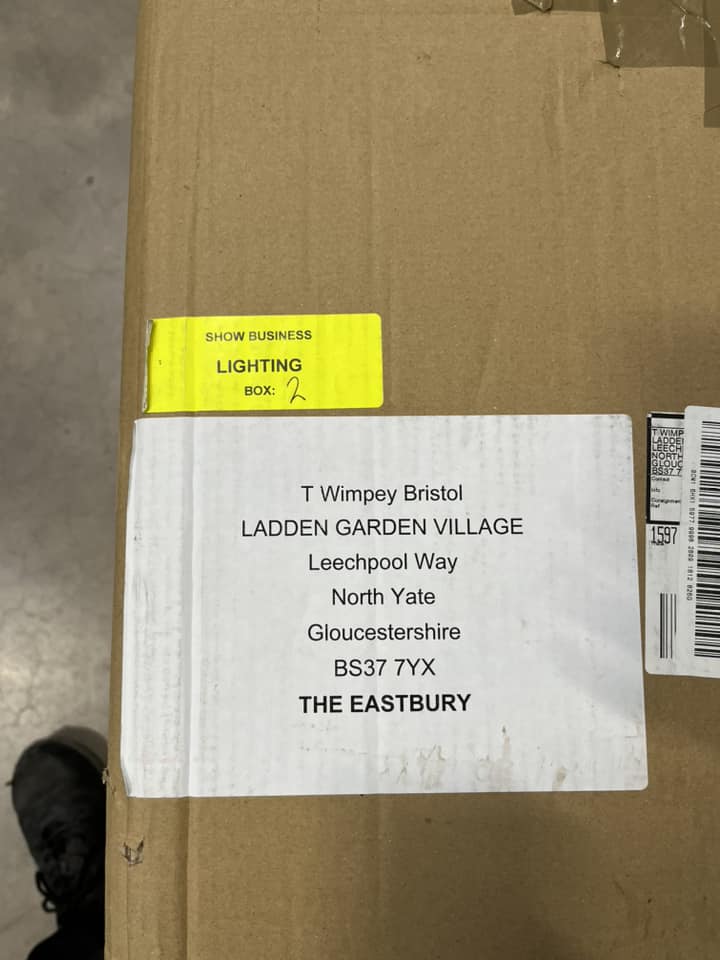 SHOW BUSINESS
LIGHTING
BOX: 2
T Wimpey Bristol
LADDEN GARDEN VILLAGE
Leechpool Way
North Yate
Gloucestershire
BS37 7YX
THE EASTBURY
T WIMP
LADDE
LEECH
NORTH
GLOUC
BS37 7
Contact
Info
Consignment
Ref
1597